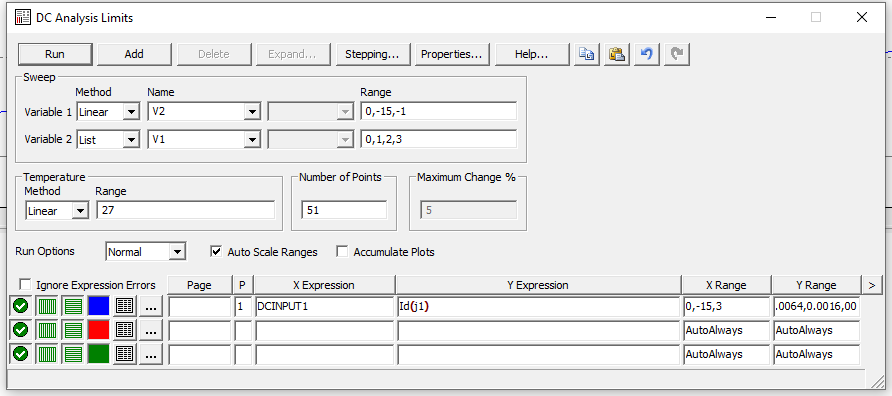 DC Analysis Limits
Run Add Delete Expand... Stepping... Properties... Help...
Sweep
Method Name Range
Variable 1 Linear V2 0,-15,-1
Variable 2 List V1 0,1,2,3
Temperature Number of Points Maximum Change %
Method Range
Linear 27 51 5
Run Options Normal Auto Scale Ranges Accumulate Plots
Ignore Expression Errors Page P X Expression Y Expression X Range Y Range >
... 1 DCINPUT1 Id(j1) 0,-15,3 .0064,0.0016,00
... AutoAlways AutoAlways
... AutoAlways AutoAlways